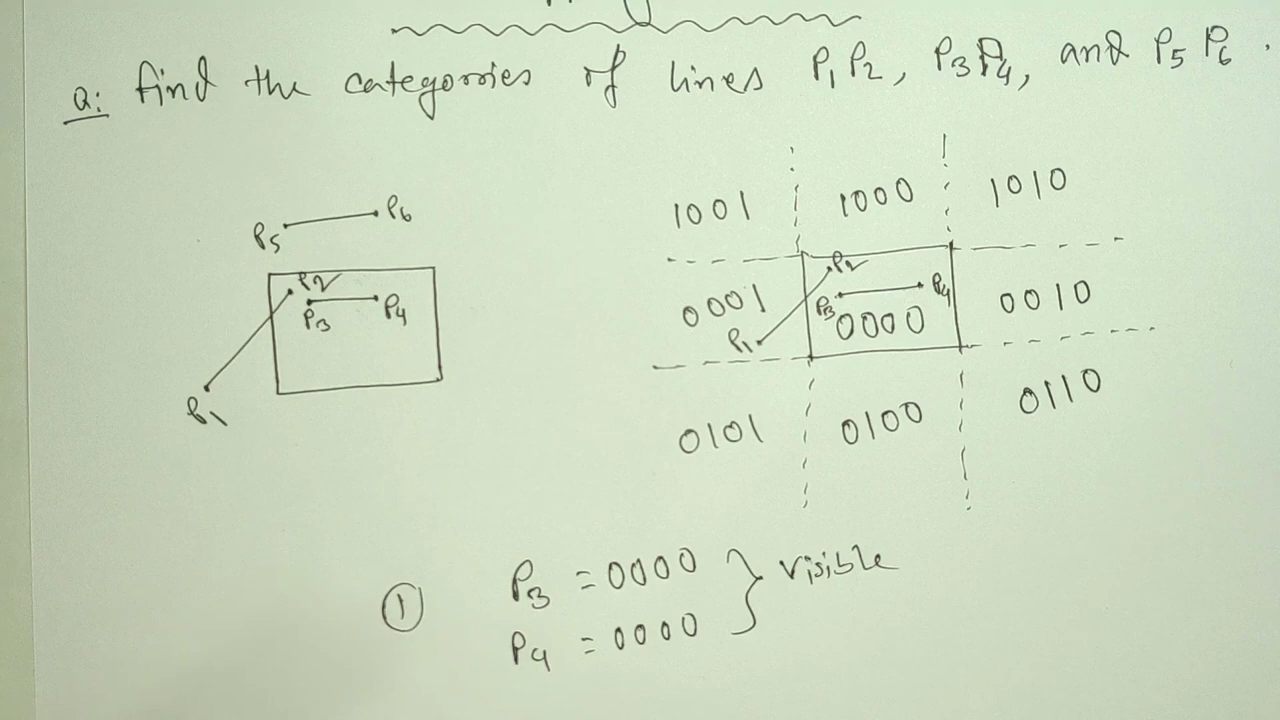 Q: find the categories of lines P1P2, P3P4, and P5P6.
P5 P6
P2
P3 P4
P1
1001 1000 1010
P2
0001 P3 P4 0010
P1 0000
0101 0100 0110
① P3 = 0000 } visible
P4 = 0000